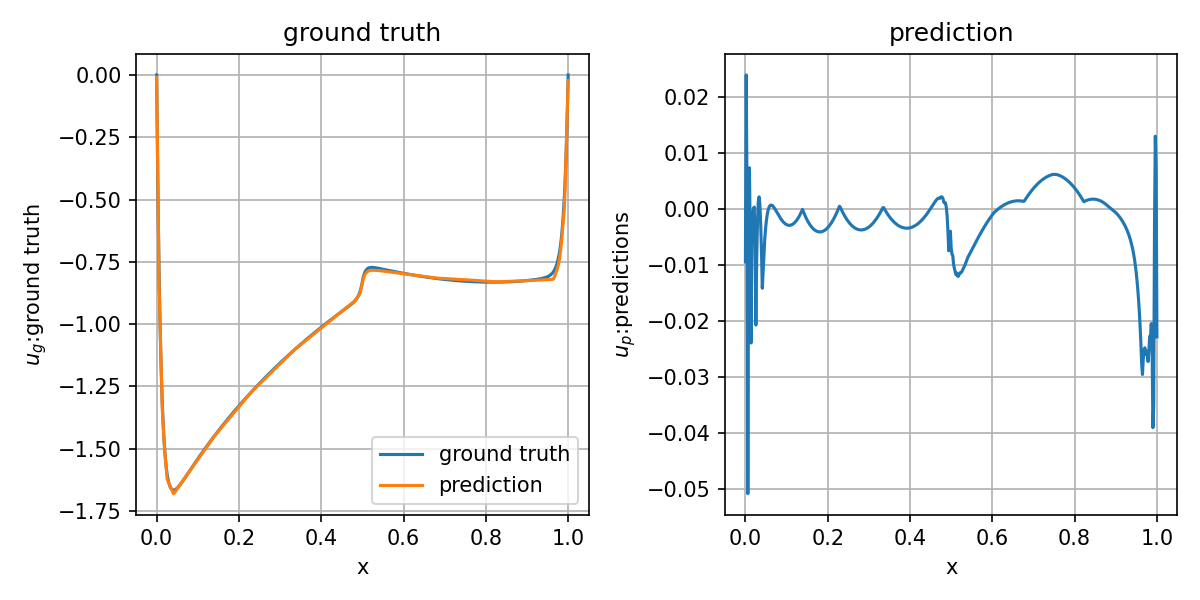 ground truth
0.00
−0.25
−0.50
−0.75
−1.00
−1.25
−1.50
−1.75
u_g:ground truth
0.0 0.2 0.4 0.6 0.8 1.0
x
ground truth
prediction
prediction
0.02
0.01
0.00
−0.01
−0.02
−0.03
−0.04
−0.05
u_p:predictions
0.0 0.2 0.4 0.6 0.8 1.0
x